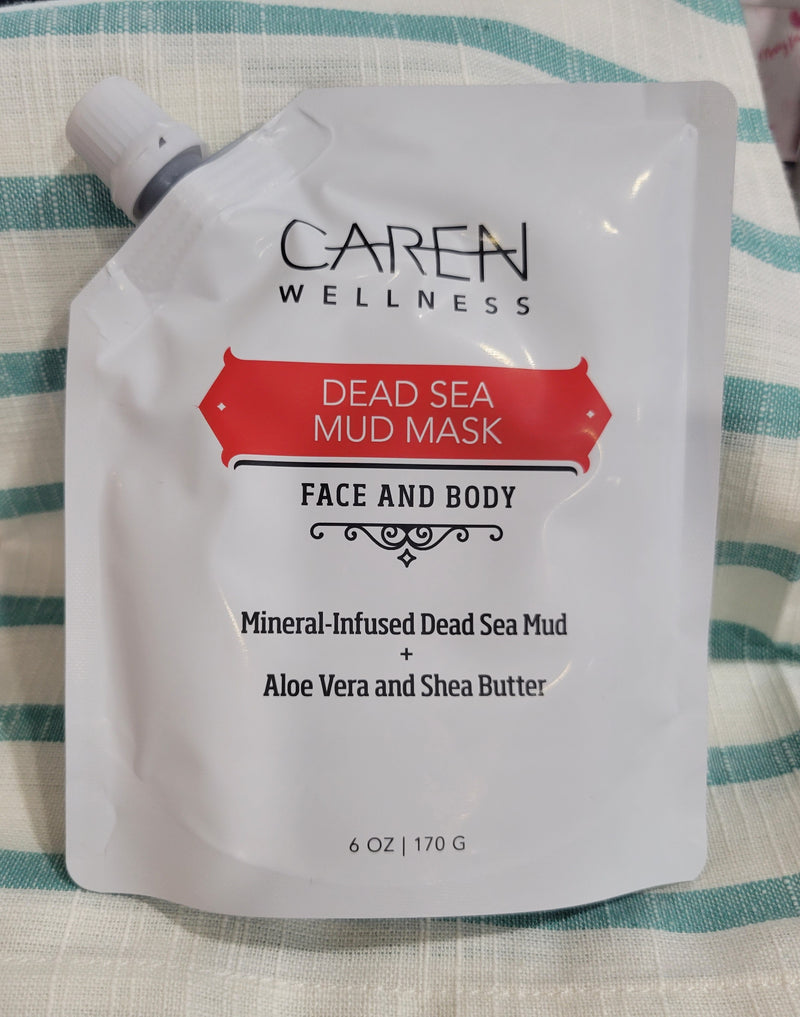 CAREN
WELLNESS
DEAD SEA
MUD MASK
FACE AND BODY
Mineral-Infused Dead Sea Mud
+
Aloe Vera and Shea Butter
6 OZ | 170 G